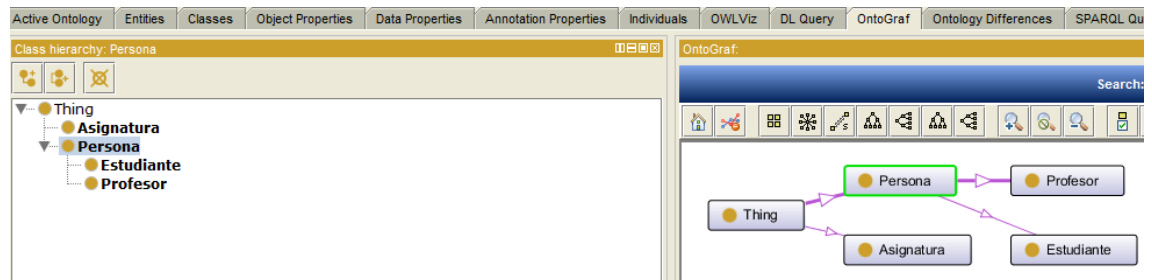 Active Ontology Entities Classes Object Properties Data Properties Annotation Properties Individuals OWLViz DL Query OntoGraf Ontology Differences SPARQL Qu
Class hierarchy: Persona
OntoGraf:
Search:
Thing
Asignatura
Persona
Estudiante
Profesor
Persona
Profesor
Thing
Asignatura
Estudiante